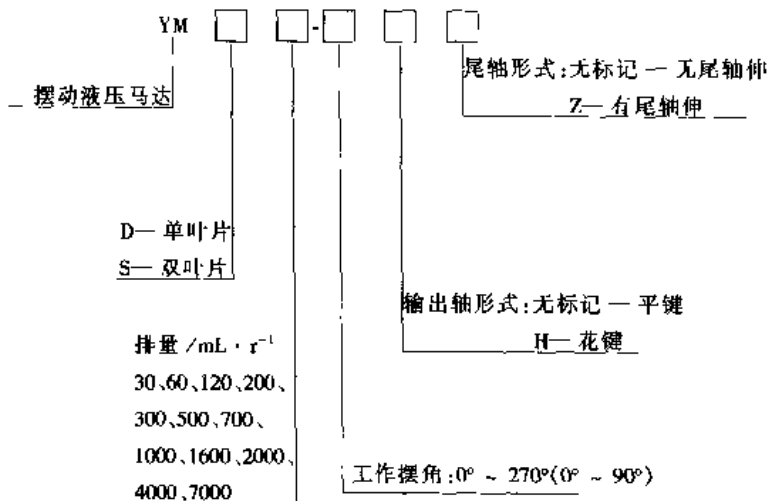 YM □ □-□ □ □
尾轴形式:无标记 — 无尾轴伸
Z— 有尾轴伸
摆动液压马达
D— 单叶片
S— 双叶片
输出轴形式:无标记 — 平键
H— 花键
排量 /mL · r⁻¹
30、60、120、200、
300、500、700、
1000、1600、2000、
4000、7000
工作摆角:0° ~ 270°(0° ~ 90°)